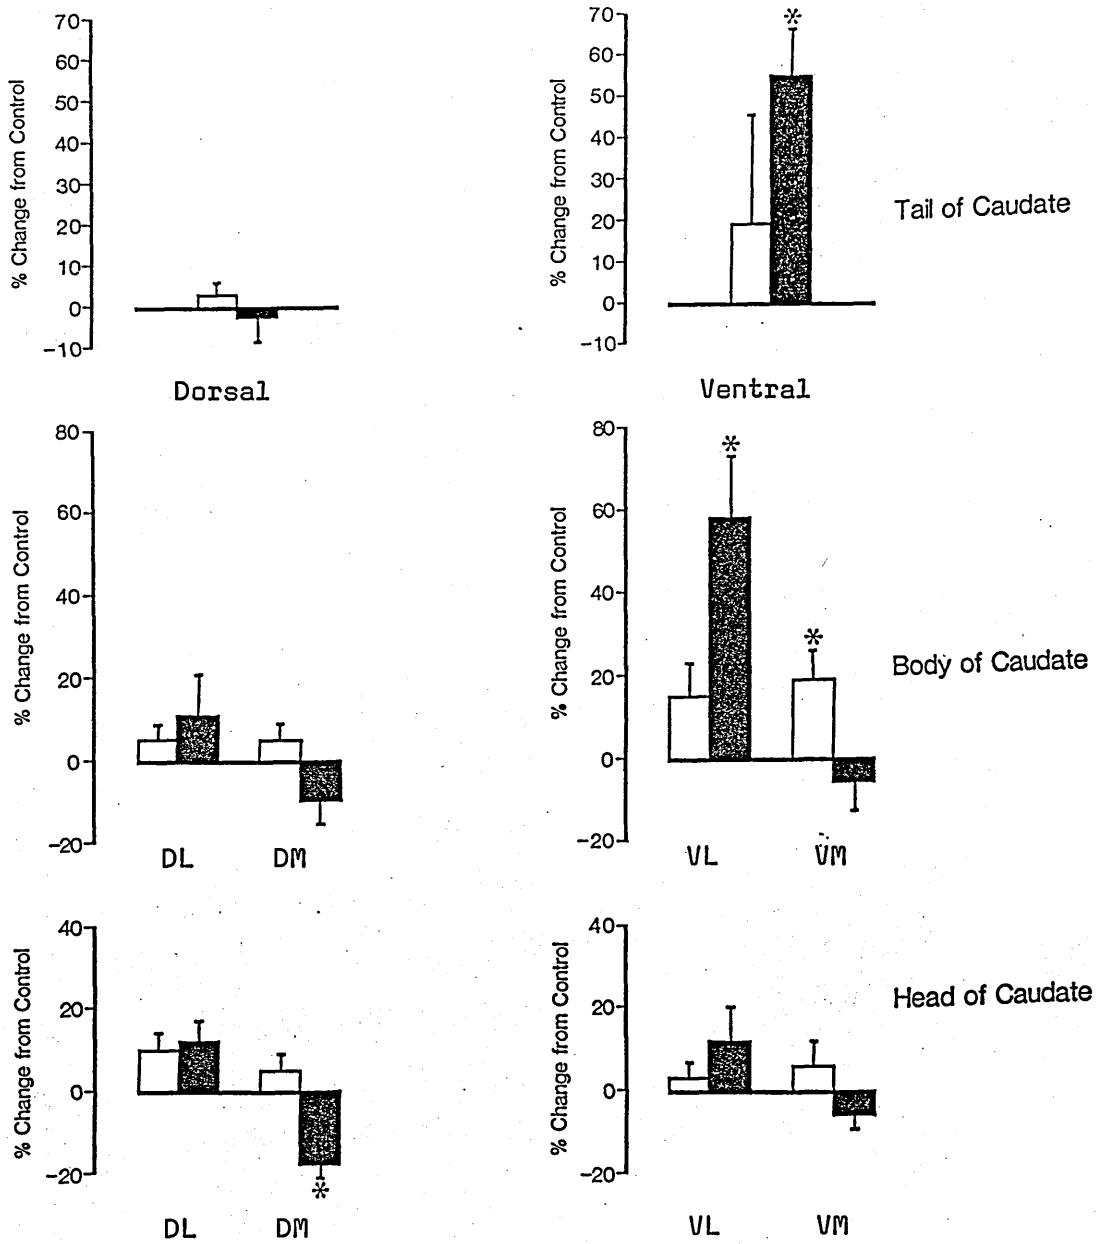 % Change from Control
70
60
50
40
30
20
10
0
-10
Dorsal
% Change from Control
70
60
50
40
30
20
10
0
-10
*
Ventral
Tail of Caudate
% Change from Control
80
60
40
20
0
-20
DL DM
% Change from Control
80
60
40
20
0
-20
*
*
VL VM
Body of Caudate
% Change from Control
40
20
0
-20
*
DL DM
% Change from Control
40
20
0
-20
VL VM
Head of Caudate